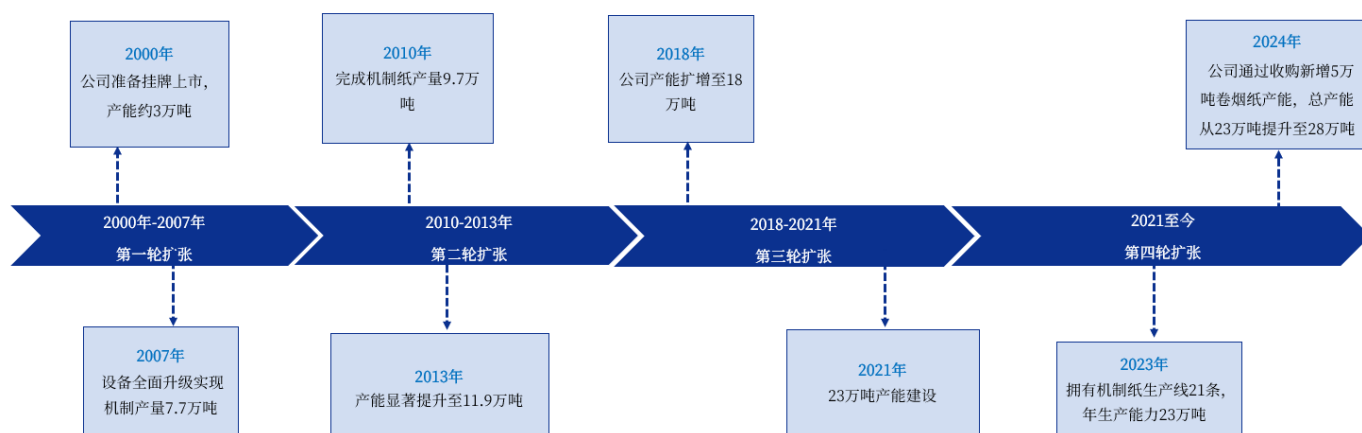 2000年
公司准备挂牌上市，
产能约3万吨
2010年
完成机制纸产量9.7万
吨
2018年
公司产能扩增至18
万吨
2024年
公司通过收购新增5万
吨卷烟纸产能，总产能
从23万吨提升至28万吨
2000年-2007年
第一轮扩张
2010-2013年
第二轮扩张
2018-2021年
第三轮扩张
2021至今
第四轮扩张
2007年
设备全面升级实现
机制产量7.7万吨
2013年
产能显著提升至11.9万吨
2021年
23万吨产能建设
2023年
拥有机制纸生产线21条，
年生产能力23万吨